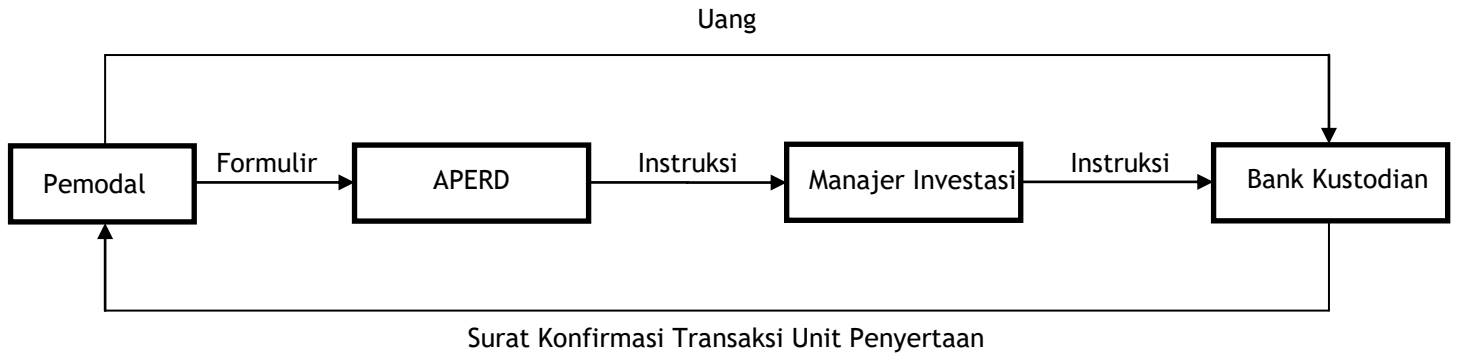 Uang
Pemodal
Formulir
APERD
Instruksi
Manajer Investasi
Instruksi
Bank Kustodian
Surat Konfirmasi Transaksi Unit Penyertaan